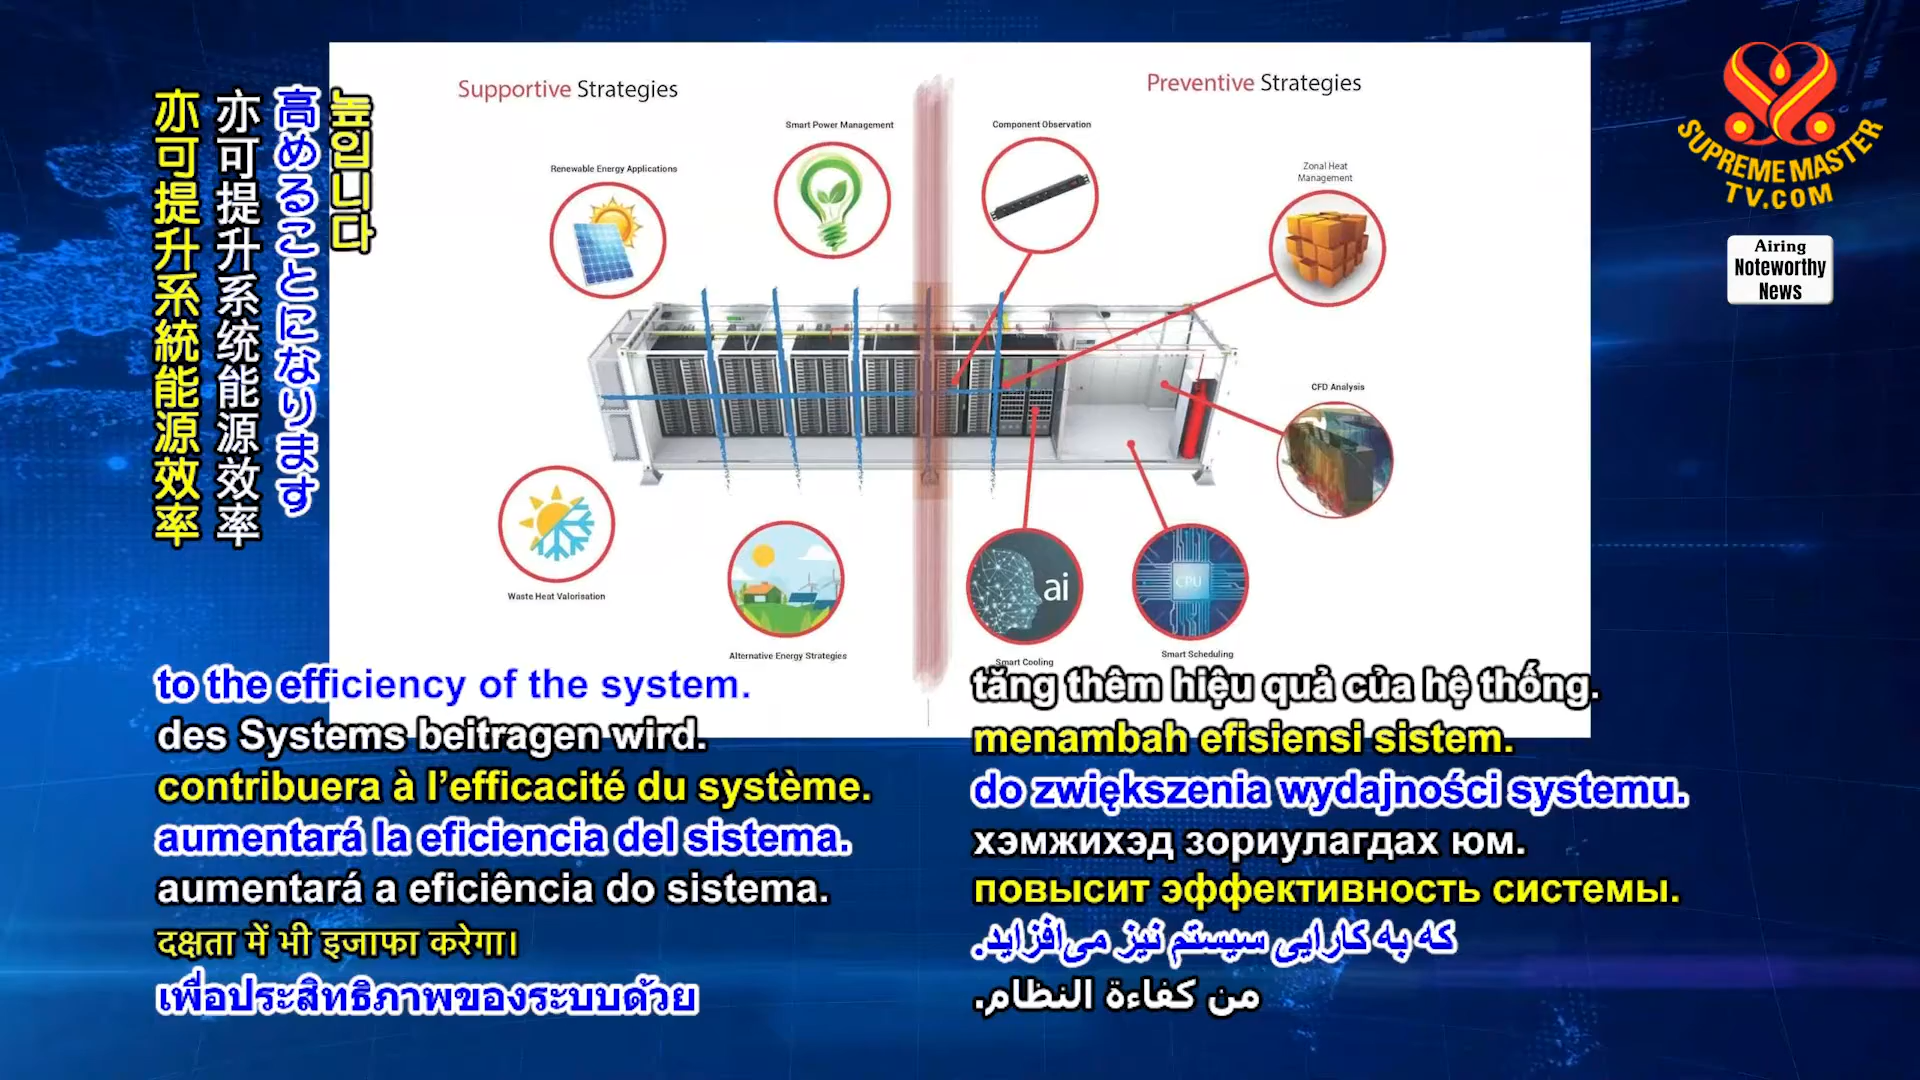 Supportive Strategies
Preventive Strategies
Smart Power Management
Component Observation
Renewable Energy Applications
Zonal Heat
Management
CFD Analysis
Waste Heat Valorisation
Alternative Energy Strategies
ai
CPU
Smart Cooling
Smart Scheduling
亦可提升系統能源效率
亦可提升系统能源效率
高めることになります
높입니다
SUPREME MASTER
TV.COM
Airing
Noteworthy
News
to the efficiency of the system.
des Systems beitragen wird.
contribuera à l’efficacité du système.
aumentará la eficiencia del sistema.
aumentará a eficiência do sistema.
दक्षता में भी इजाफा करेगा।
เพื่อประสิทธิภาพของระบบด้วย
tăng thêm hiệu quả của hệ thống.
menambah efisiensi sistem.
do zwiększenia wydajności systemu.
хэмжихэд зориулагдах юм.
повысит эффективность системы.
که به کارایی سیستم نیز می‌افزاید.
من كفاءة النظام.